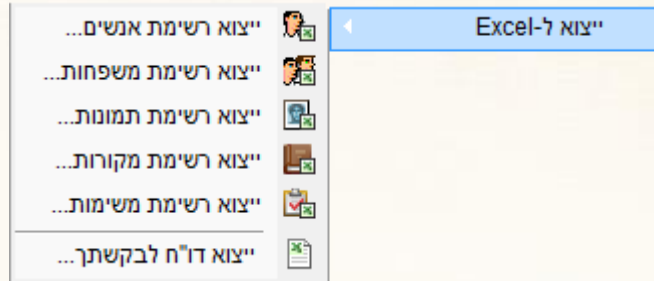 ייצוא ל-Excel
ייצוא רשימת אנשים...
ייצוא רשימת משפחות...
ייצוא רשימת תמונות...
ייצוא רשימת מקורות...
ייצוא רשימת משימות...
ייצוא דו"ח לבקשתך...